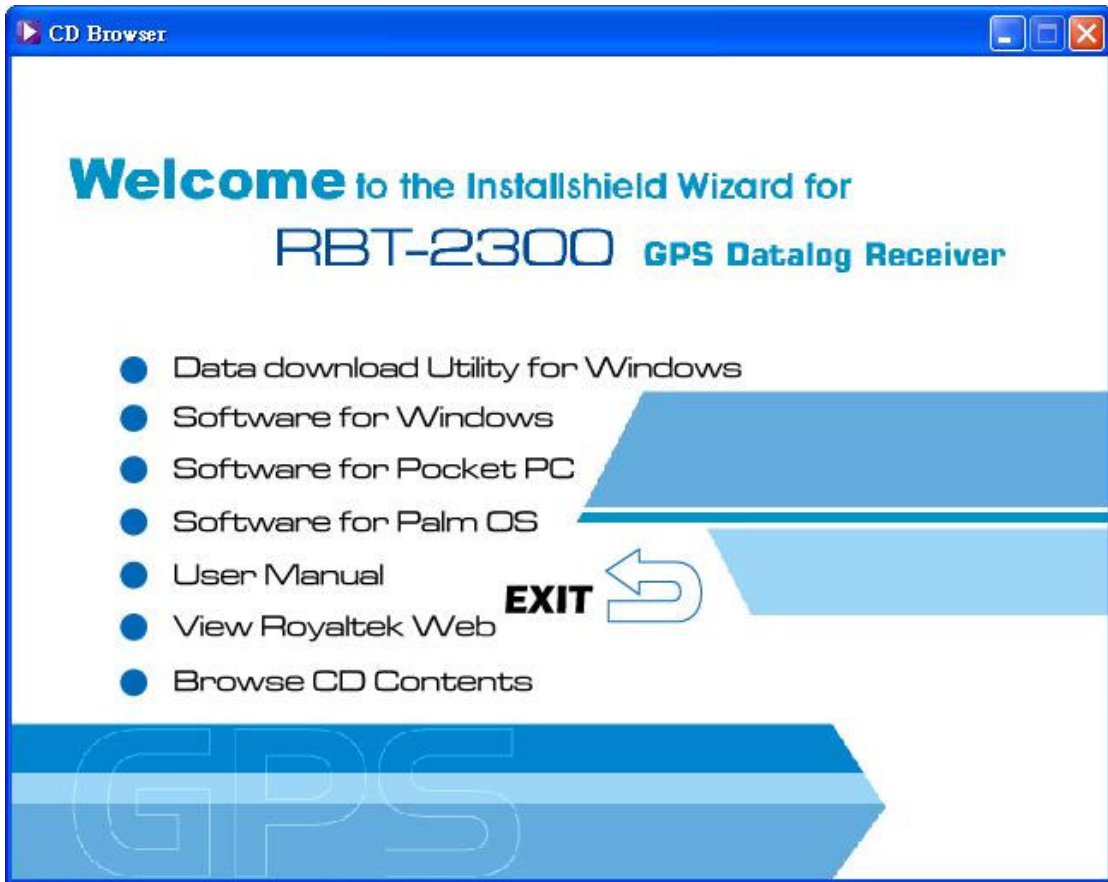 CD Browser
Welcome to the Installshield Wizard for
RBT-2300 GPS Datalog Receiver
Data download Utility for Windows
Software for Windows
Software for Pocket PC
Software for Palm OS
User Manual
EXIT
View Royaltek Web
Browse CD Contents
GPS